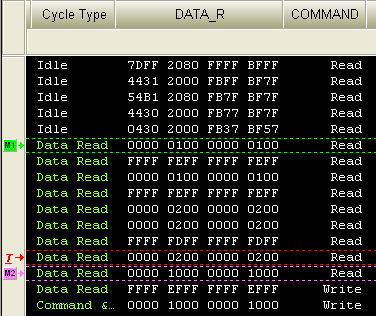 Cycle Type DATA_R COMMAND
Idle 7DFF 2080 FFFF BFFF Read
Idle 4431 2000 FBFF BF7F Read
Idle 54B1 2080 FB7F BF7F Read
Idle 4430 2000 FB77 BF7F Read
Idle 0430 2000 FB37 BF57 Read
M1 Data Read 0000 0100 0000 0100 Read
Data Read FFFF FEFF FFFF FEFF Read
Data Read 0000 0100 0000 0100 Read
Data Read FFFF FEFF FFFF FEFF Read
Data Read 0000 0200 0000 0200 Read
Data Read 0000 0200 0000 0200 Read
Data Read FFFF FDFF FFFF FDFF Read
T Data Read 0000 0200 0000 0200 Read
M2 Data Read 0000 1000 0000 1000 Read
Data Read FFFF EFFF FFFF EFFF Write
Command &… 0000 1000 0000 1000 Write